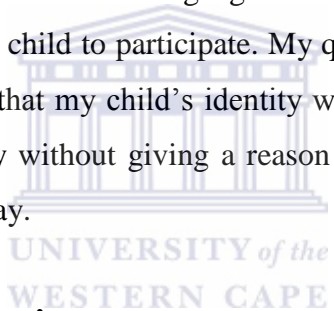 child to participate. My q
that my child's identity w
without giving a reason
ay.
UNIVERSITY of the
WESTERN CAPE